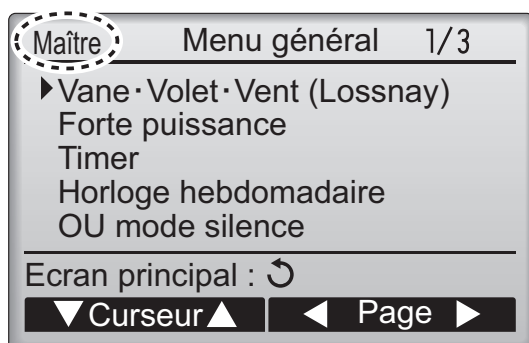 Maître Menu général 1/3
▶Vane·Volet·Vent (Lossnay)
Forte puissance
Timer
Horloge hebdomadaire
OU mode silence
Ecran principal : ↺
▼Curseur▲ ◀ Page ▶